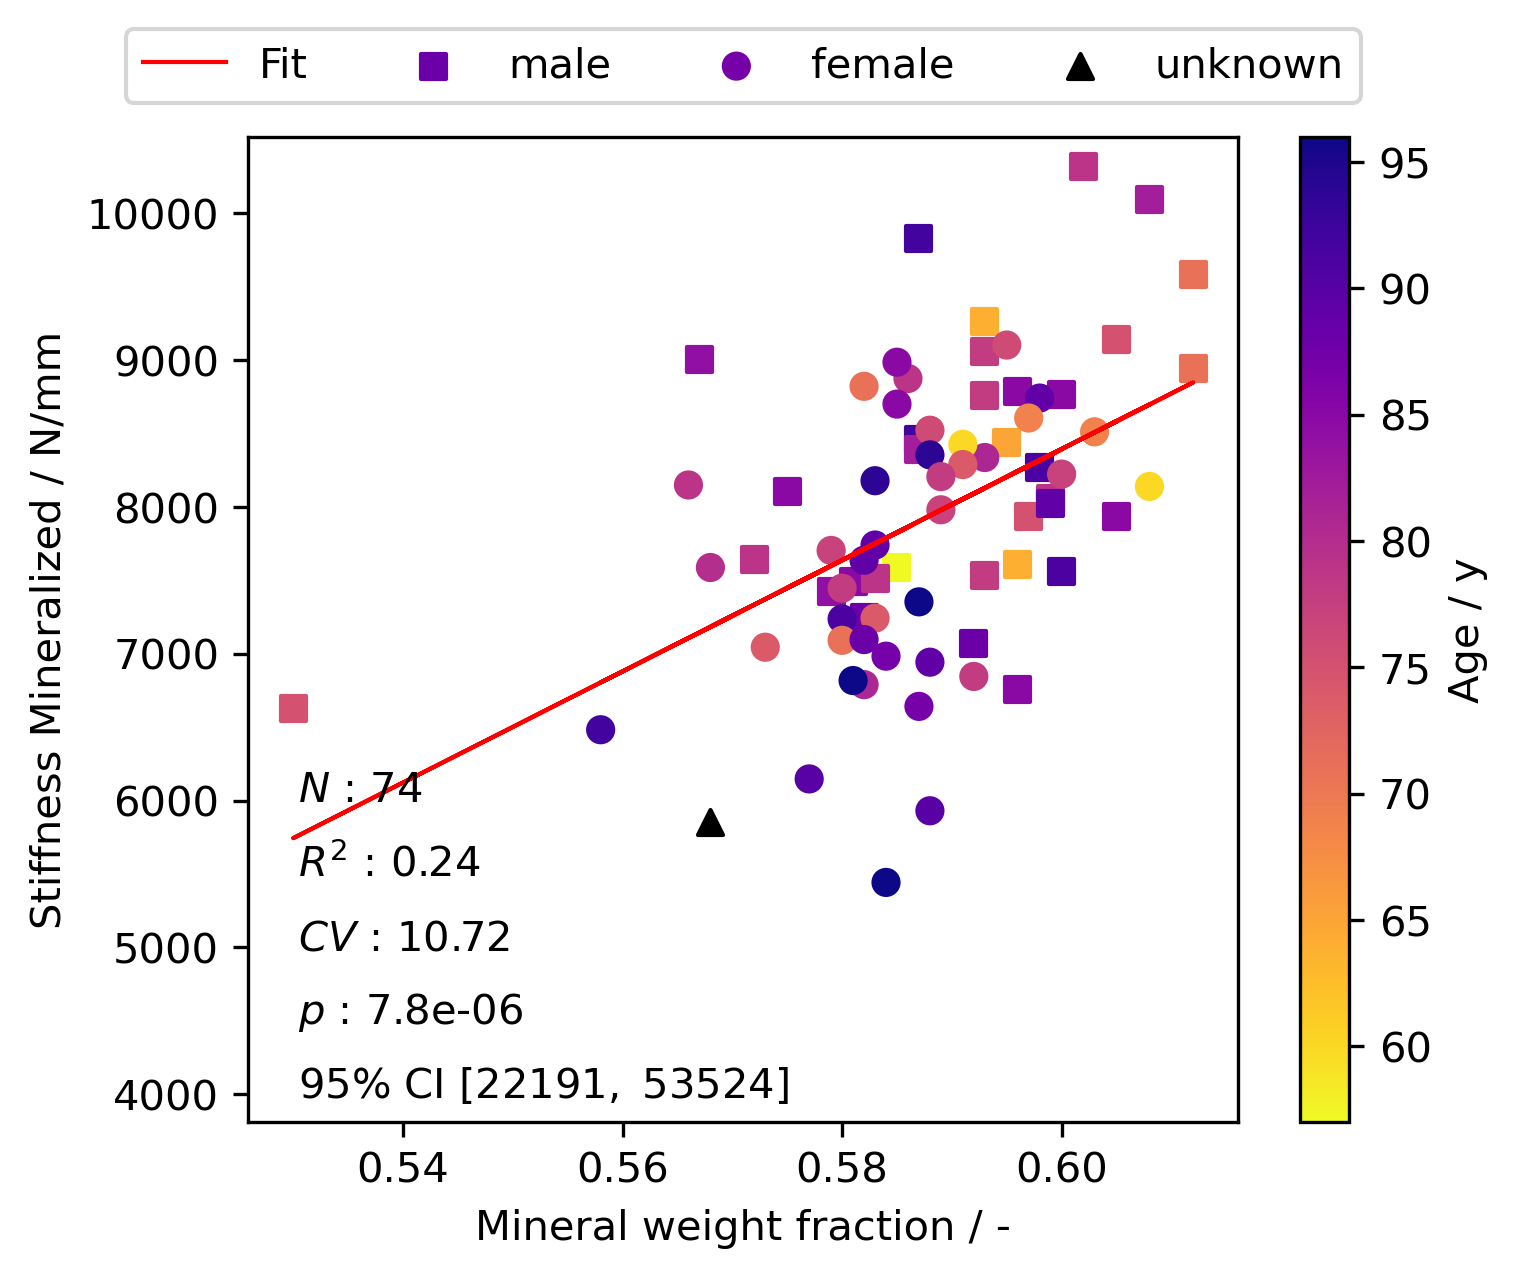 Fit male female unknown
10000
9000
8000
7000
6000
5000
4000
Stiffness Mineralized / N/mm
N : 74
R² : 0.24
CV : 10.72
p : 7.8e-06
95% CI [22191, 53524]
0.54 0.56 0.58 0.60
Mineral weight fraction / -
95
90
85
80
75
70
65
60
Age / y